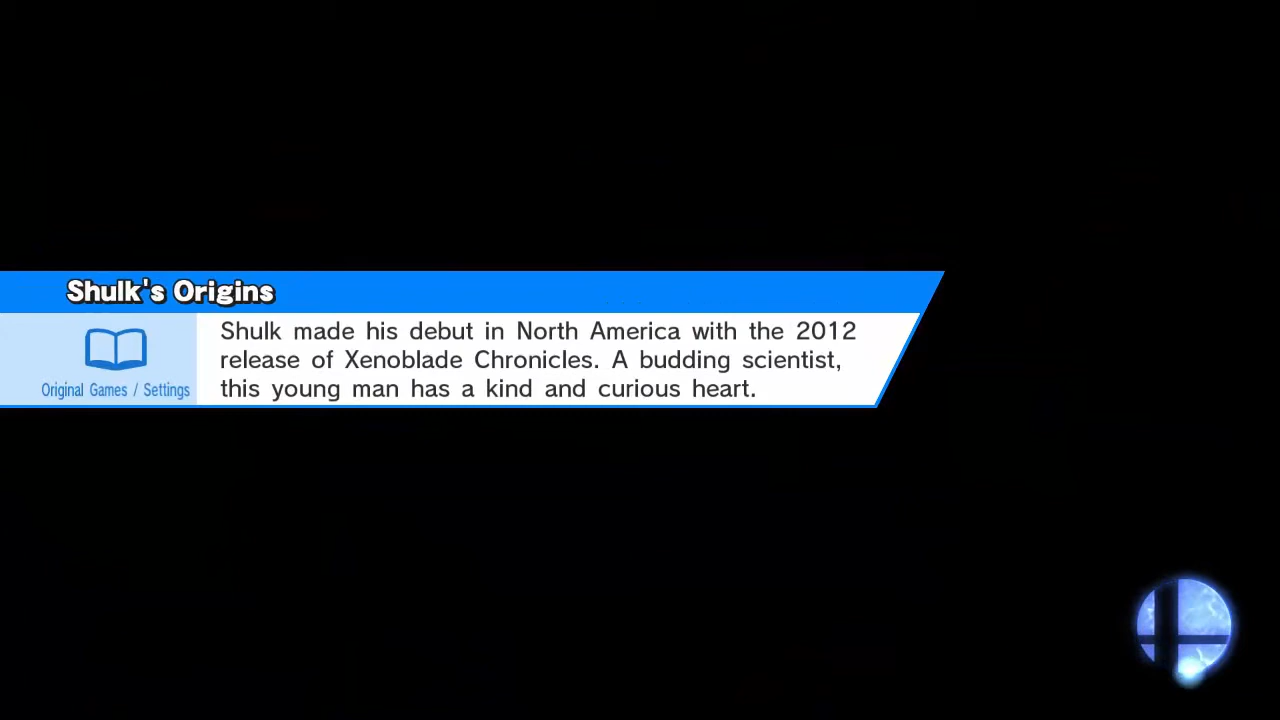 Shulk's Origins
Original Games / Settings
Shulk made his debut in North America with the 2012
release of Xenoblade Chronicles. A budding scientist,
this young man has a kind and curious heart.